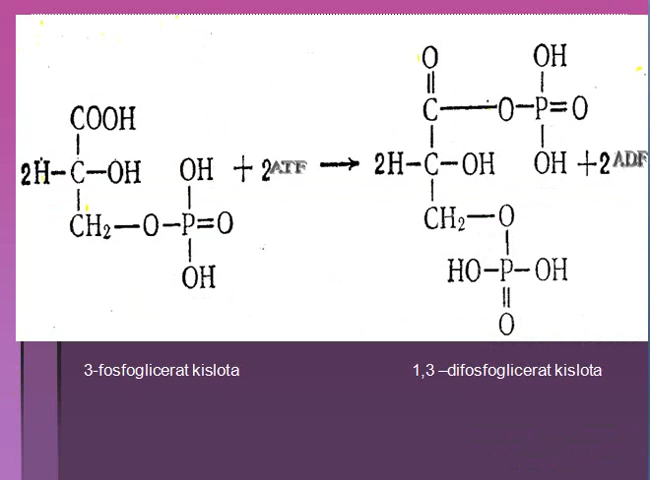 O OH
C—O-P=O
COOH
2H-C-OH OH + 2ATF → 2H-C-OH OH +2ADF
CH₂-O-P=O CH₂-O
OH HO-P-OH
O
3-fosfoglicerat kislota 1,3 –difosfoglicerat kislota